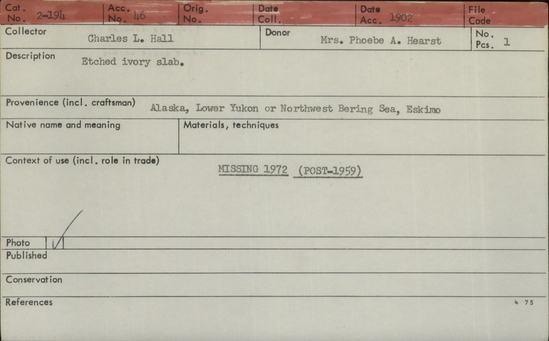 Cat. No. 2-194 Acc. No. 46 Orig. No. Date Coll. Date Acc. 1902 File Code
Collector Charles L. Hall Donor Mrs. Phoebe A. Hearst No. Pcs. 1
Description Etched ivory slab.
Provenience (incl. craftsman) Alaska, Lower Yukon or Northwest Bering Sea, Eskimo
Native name and meaning Materials, techniques
Context of use (incl. role in trade)
MISSING 1972 (POST-1959)
Photo
Published
Conservation
References 4 75